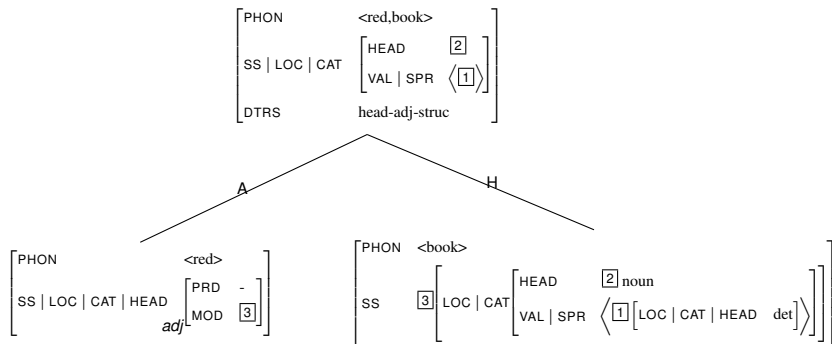 PHON <red,book>
HEAD 2
SS | LOC | CAT
VAL | SPR ⟨1⟩
DTRS head-adj-struc
A H
PHON <red>
PRD -
SS | LOC | CAT | HEAD
adj MOD 3
PHON <book>
HEAD 2 noun
SS 3 LOC | CAT
VAL | SPR ⟨1 [LOC | CAT | HEAD det]⟩